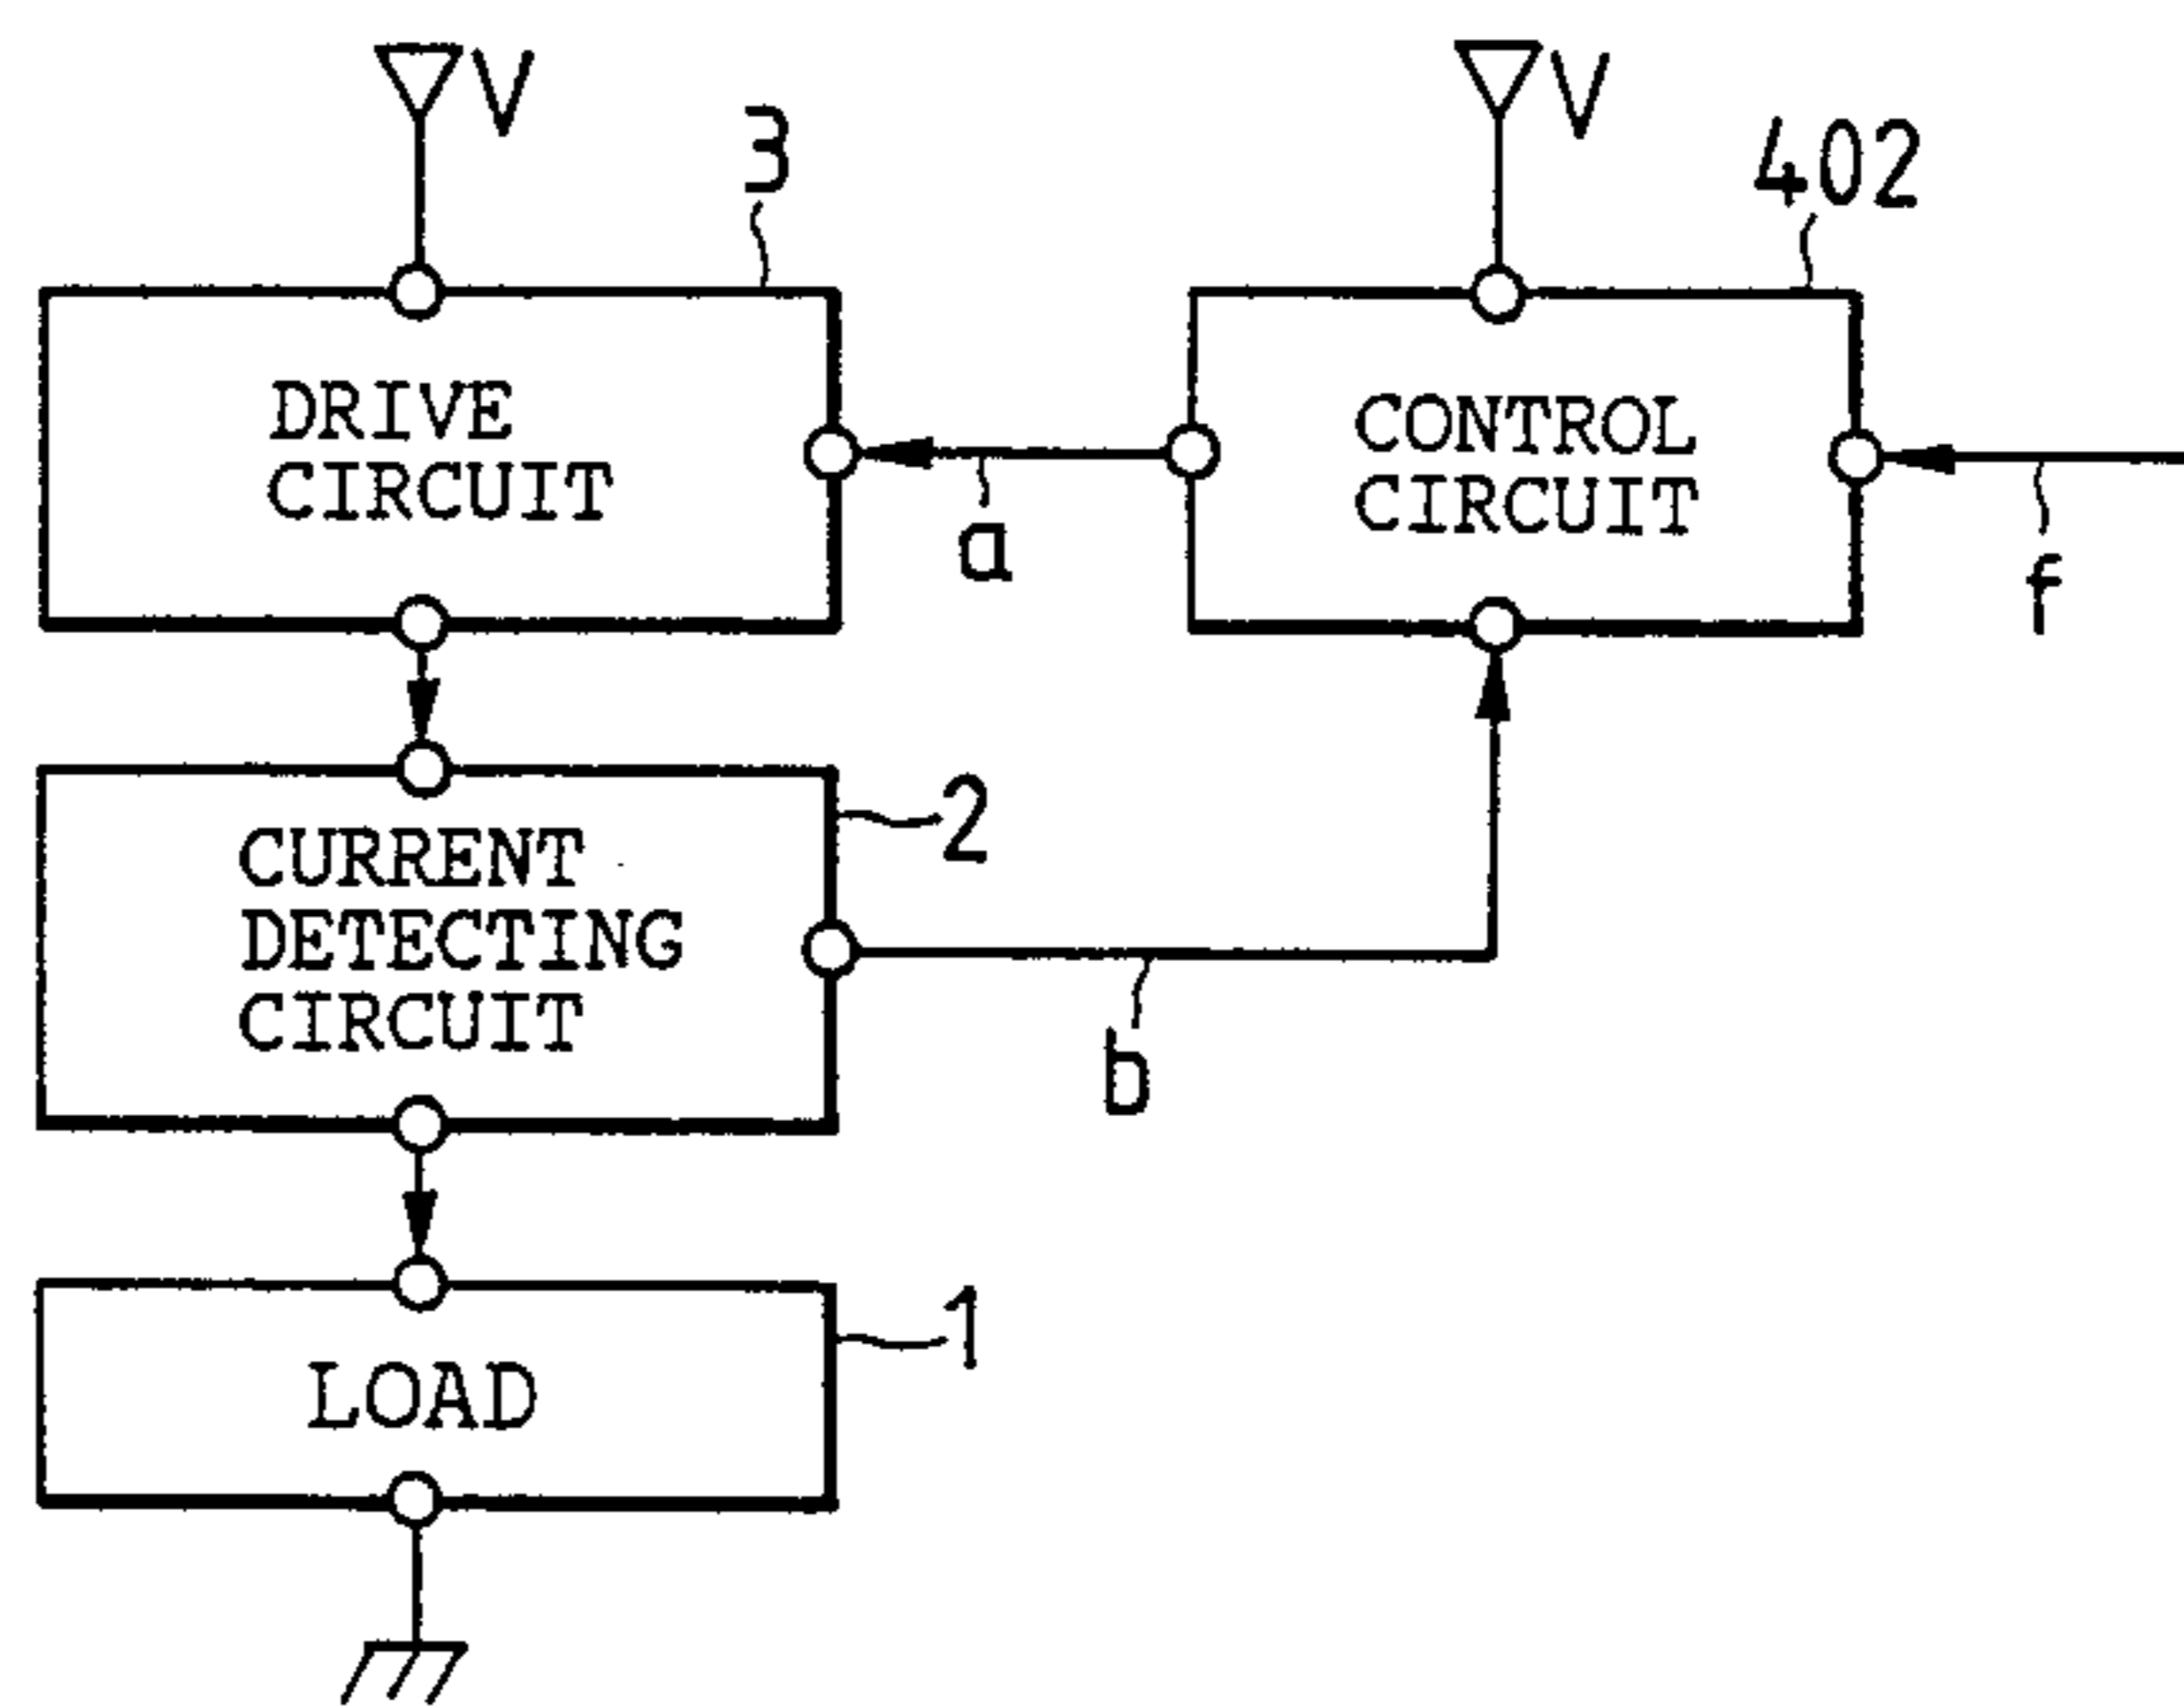 V
3
V
402
DRIVE
CIRCUIT
CONTROL
CIRCUIT
a
f
CURRENT
DETECTING
CIRCUIT
2
b
LOAD
1